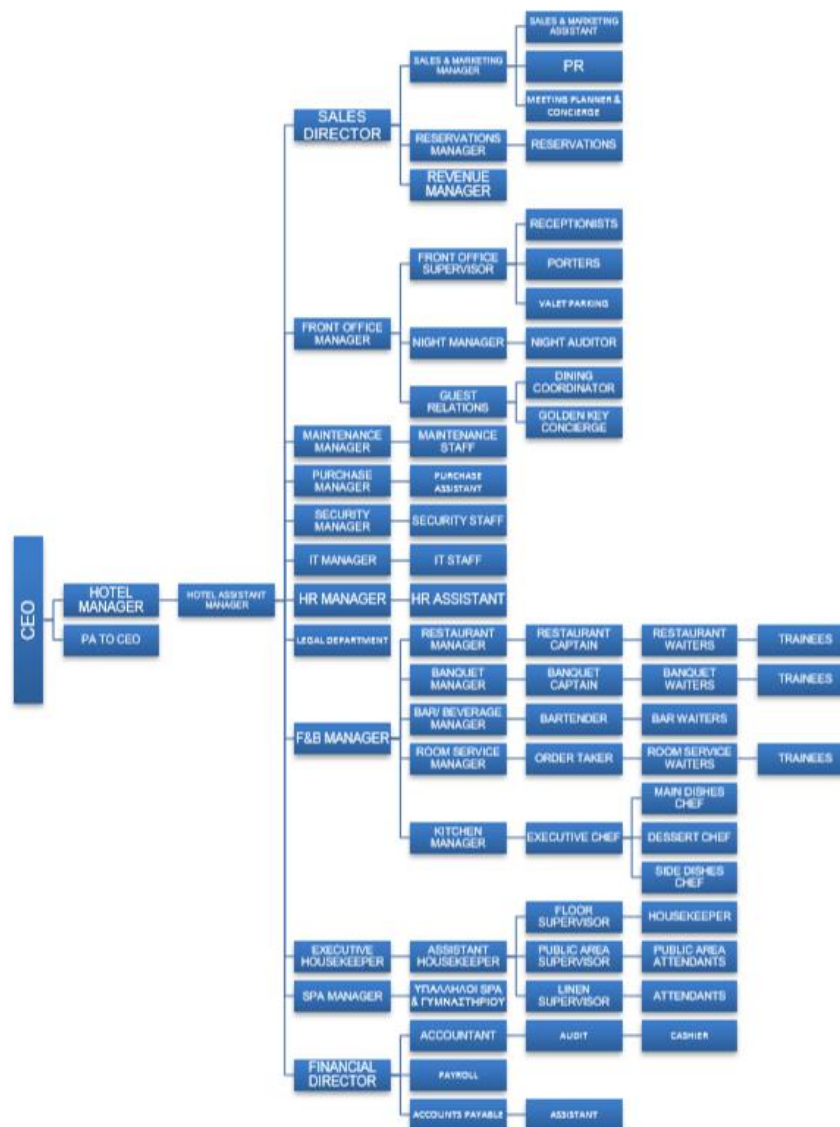 CEO
HOTEL
MANAGER
PA TO CEO
HOTEL ASSISTANT
MANAGER
SALES
DIRECTOR
SALES & MARKETING
MANAGER
SALES & MARKETING
ASSISTANT
PR
MEETING PLANNER &
CONCIERGE
RESERVATIONS
MANAGER
RESERVATIONS
REVENUE
MANAGER
FRONT OFFICE
MANAGER
FRONT OFFICE
SUPERVISOR
RECEPTIONISTS
PORTERS
VALET PARKING
NIGHT MANAGER
NIGHT AUDITOR
GUEST
RELATIONS
DINING
COORDINATOR
GOLDEN KEY
CONCIERGE
MAINTENANCE
MANAGER
MAINTENANCE
STAFF
PURCHASE
MANAGER
PURCHASE
ASSISTANT
SECURITY
MANAGER
SECURITY STAFF
IT MANAGER
IT STAFF
HR MANAGER
HR ASSISTANT
LEGAL DEPARTMENT
F&B MANAGER
RESTAURANT
MANAGER
RESTAURANT
CAPTAIN
RESTAURANT
WAITERS
TRAINEES
BANQUET
MANAGER
BANQUET
CAPTAIN
BANQUET
WAITERS
TRAINEES
BAR/ BEVERAGE
MANAGER
BARTENDER
BAR WAITERS
ROOM SERVICE
MANAGER
ORDER TAKER
ROOM SERVICE
WAITERS
TRAINEES
KITCHEN
MANAGER
EXECUTIVE CHEF
MAIN DISHES
CHEF
DESSERT CHEF
SIDE DISHES
CHEF
EXECUTIVE
HOUSEKEEPER
ASSISTANT
HOUSEKEEPER
FLOOR
SUPERVISOR
HOUSEKEEPER
PUBLIC AREA
SUPERVISOR
PUBLIC AREA
ATTENDANTS
LINEN
SUPERVISOR
ATTENDANTS
SPA MANAGER
ΥΠΑΛΛΗΛΟΙ SPA
& ΓΥΜΝΑΣΤΗΡΙΟΥ
FINANCIAL
DIRECTOR
ACCOUNTANT
AUDIT
CASHIER
PAYROLL
ACCOUNTS PAYABLE
ASSISTANT